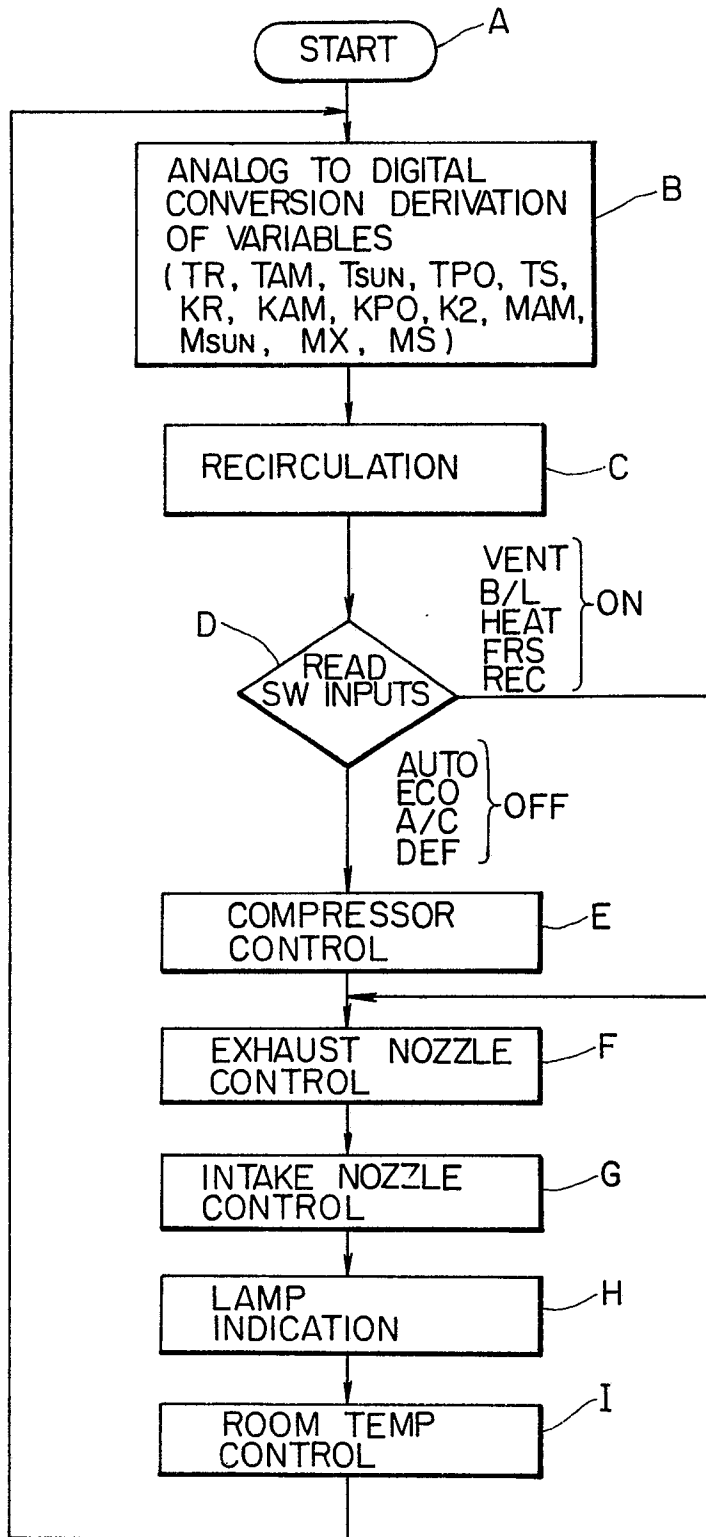 START
A
ANALOG TO DIGITAL
CONVERSION DERIVATION
OF VARIABLES
(TR, TAM, TSUN, TPO, TS,
KR, KAM, KPO, K2, MAM,
MSUN, MX, MS)
B
RECIRCULATION
C
D
READ
SW INPUTS
VENT
B/L
HEAT
FRS
REC
ON
AUTO
ECO
A/C
DEF
OFF
COMPRESSOR
CONTROL
E
EXHAUST NOZZLE
CONTROL
F
INTAKE NOZZLE
CONTROL
G
LAMP
INDICATION
H
ROOM TEMP
CONTROL
I